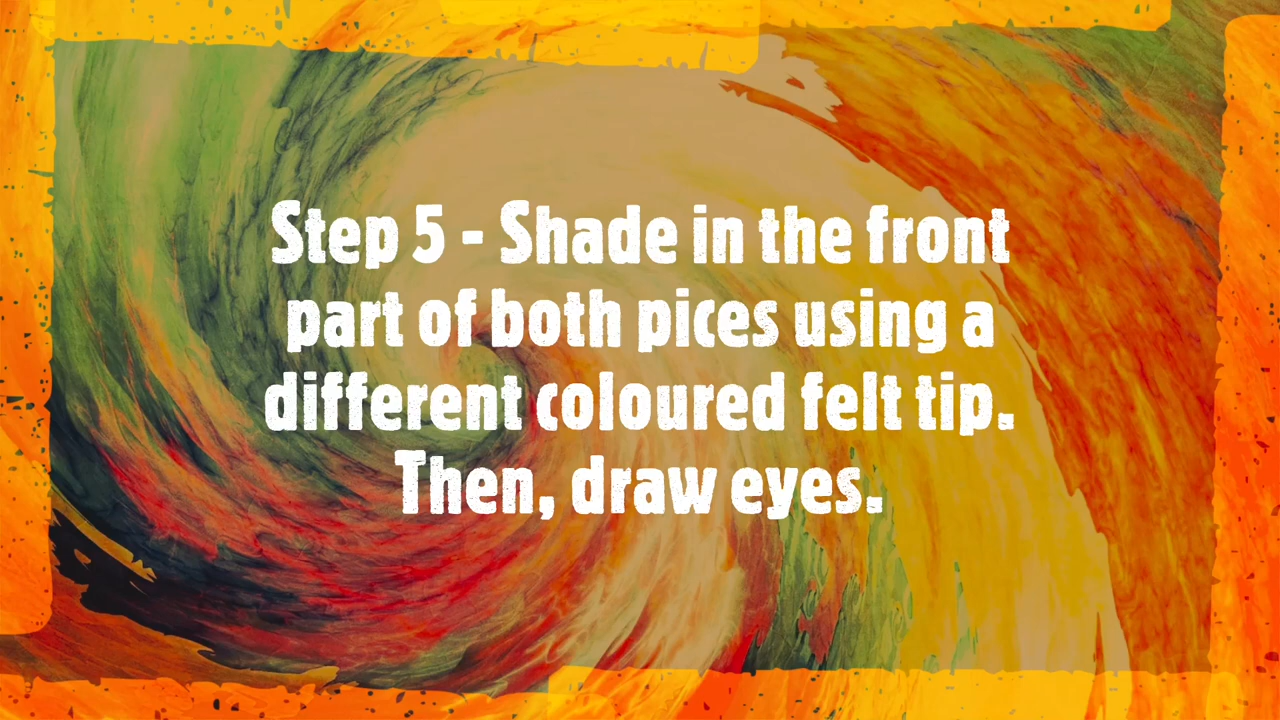 Step 5 - Shade in the front
part of both pices using a
different coloured felt tip.
Then, draw eyes.